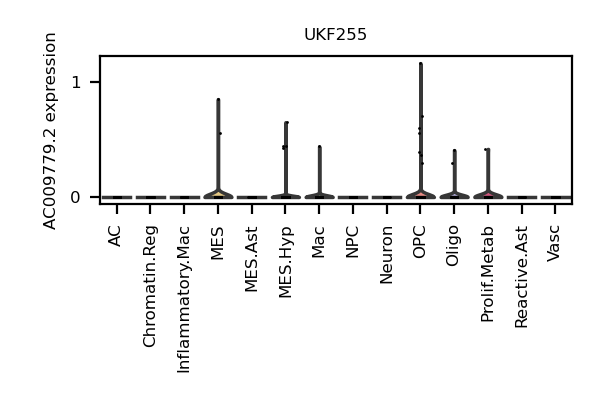 UKF255
AC009779.2 expression
1
0
AC
Chromatin.Reg
Inflammatory.Mac
MES
MES.Ast
MES.Hyp
Mac
NPC
Neuron
OPC
Oligo
Prolif.Metab
Reactive.Ast
Vasc